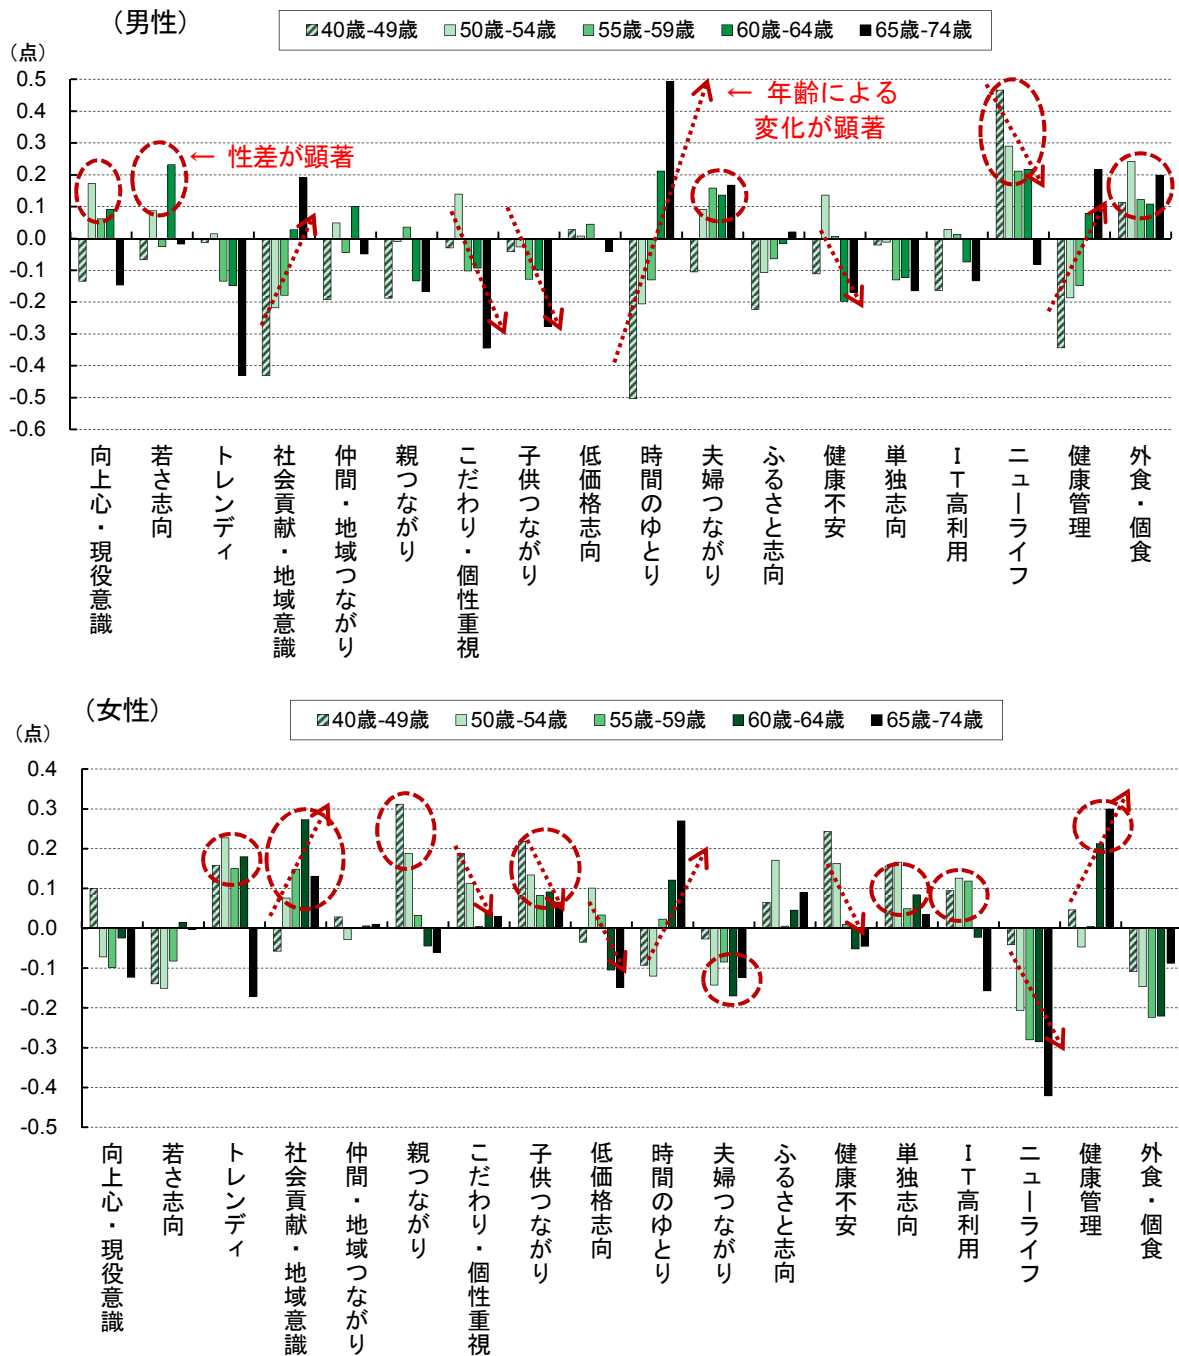 （男性）
40歳-49歳 50歳-54歳 55歳-59歳 60歳-64歳 65歳-74歳
（点）
0.5
0.4
0.3
0.2
0.1
0.0
-0.1
-0.2
-0.3
-0.4
-0.5
-0.6
← 性差が顕著
← 年齢による
変化が顕著
向上心・現役意識
若さ志向
トレンディ
社会貢献・地域意識
仲間・地域つながり
親つながり
こだわり・個性重視
子供つながり
低価格志向
時間のゆとり
夫婦つながり
ふるさと志向
健康不安
単独志向
IT高利用
ニューライフ
健康管理
外食・個食
（女性）
40歳-49歳 50歳-54歳 55歳-59歳 60歳-64歳 65歳-74歳
（点）
0.4
0.3
0.2
0.1
0.0
-0.1
-0.2
-0.3
-0.4
-0.5
向上心・現役意識
若さ志向
トレンディ
社会貢献・地域意識
仲間・地域つながり
親つながり
こだわり・個性重視
子供つながり
低価格志向
時間のゆとり
夫婦つながり
ふるさと志向
健康不安
単独志向
IT高利用
ニューライフ
健康管理
外食・個食